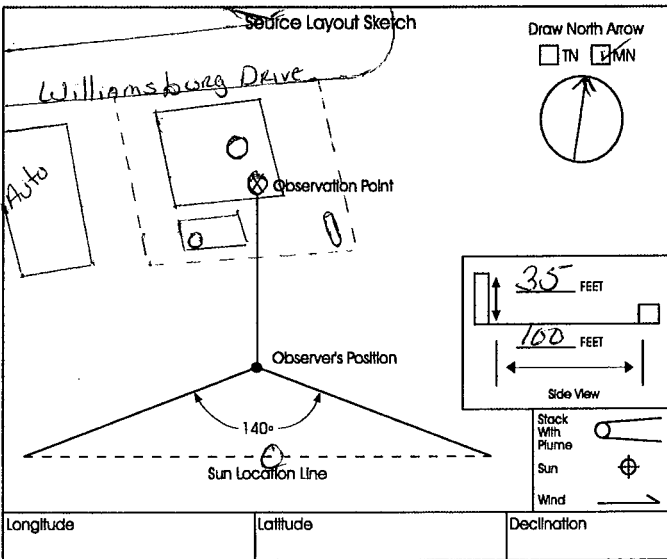 Source Layout Sketch
Draw North Arrow
TN MN
Williamsburg Drive
Auto
Observation Point
35 FEET
100 FEET
Side View
Observer's Position
140°
Sun Location Line
Stack
With
Plume
Sun
Wind
Longitude
Latitude
Declination